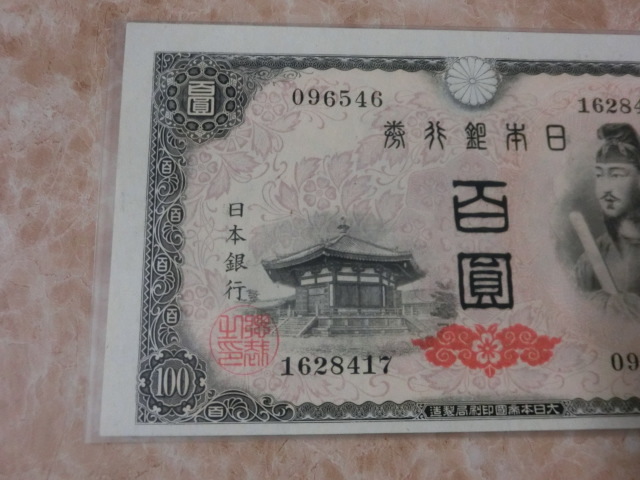 百圓
096546
16284
券行銀本日
百圓
日本銀行
1628417
09
100
造製局刷印國帝本日大